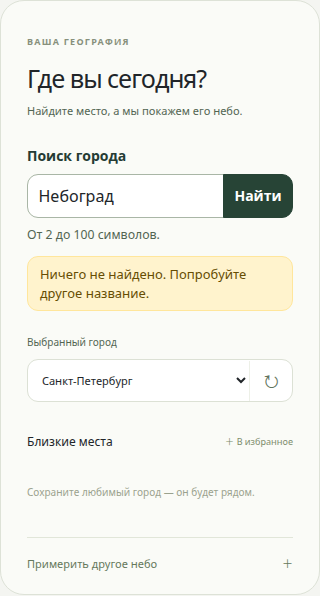 ВАША ГЕОГРАФИЯ
Где вы сегодня?
Найдите место, а мы покажем его небо.
Поиск города
Небоград
Найти
От 2 до 100 символов.
Ничего не найдено. Попробуйте
другое название.
Выбранный город
Санкт-Петербург
Близкие места
+ В избранное
Сохраните любимый город — он будет рядом.
Примерить другое небо +